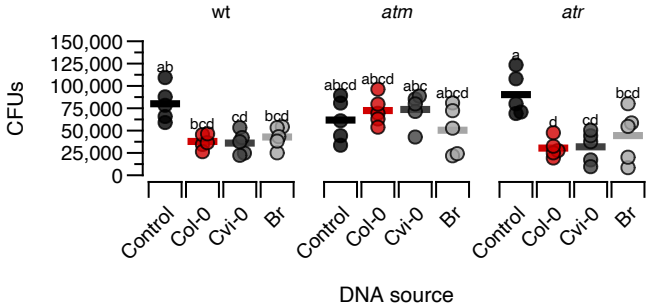 wt atm atr
CFUs
150,000
125,000
100,000
75,000
50,000
25,000
0
ab bcd cd bcd
abcd abcd abc abcd
a d cd bcd
Control Col-0 Cvi-0 Br Control Col-0 Cvi-0 Br Control Col-0 Cvi-0 Br
DNA source